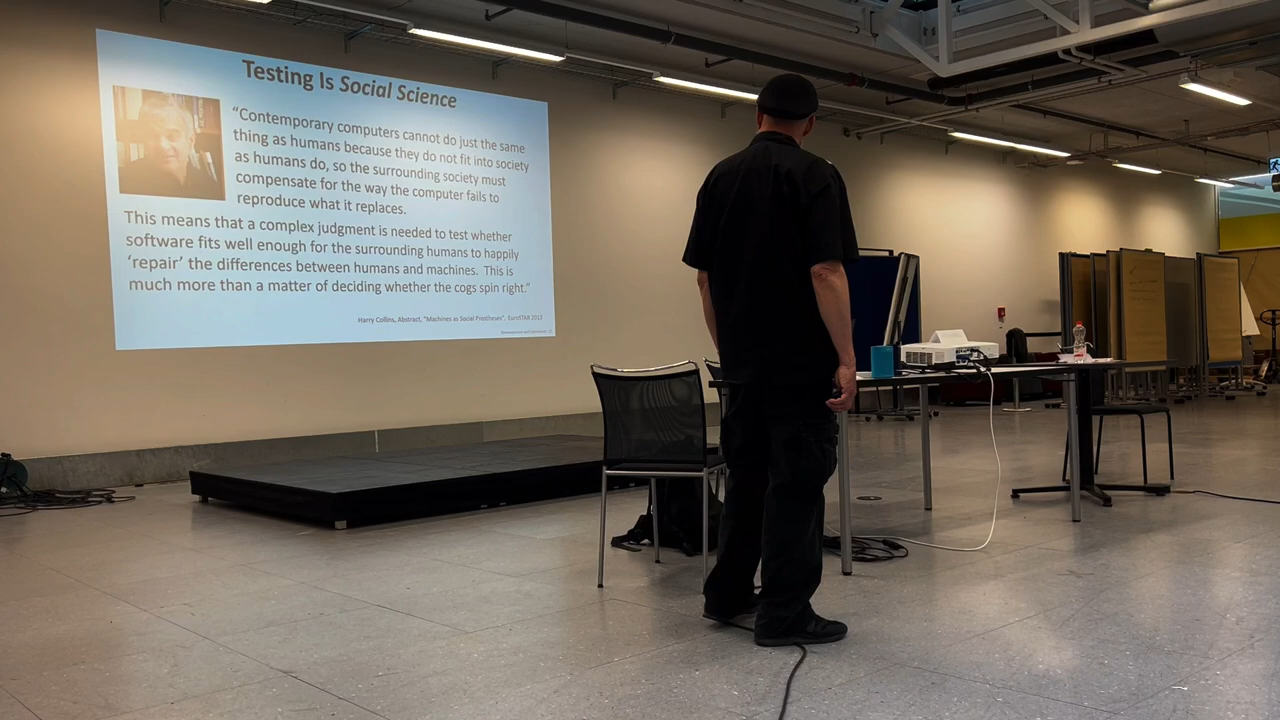 Testing Is Social Science
“Contemporary computers cannot do just the same
thing as humans because they do not fit into society
as humans do, so the surrounding society must
compensate for the way the computer fails to
reproduce what it replaces.
This means that a complex judgment is needed to test whether
software fits well enough for the surrounding humans to happily
‘repair’ the differences between humans and machines.  This is
much more than a matter of deciding whether the cogs spin right.”
Harry Collins, Abstract, “Machines as Social Prostheses”, EuroSTAR 2013